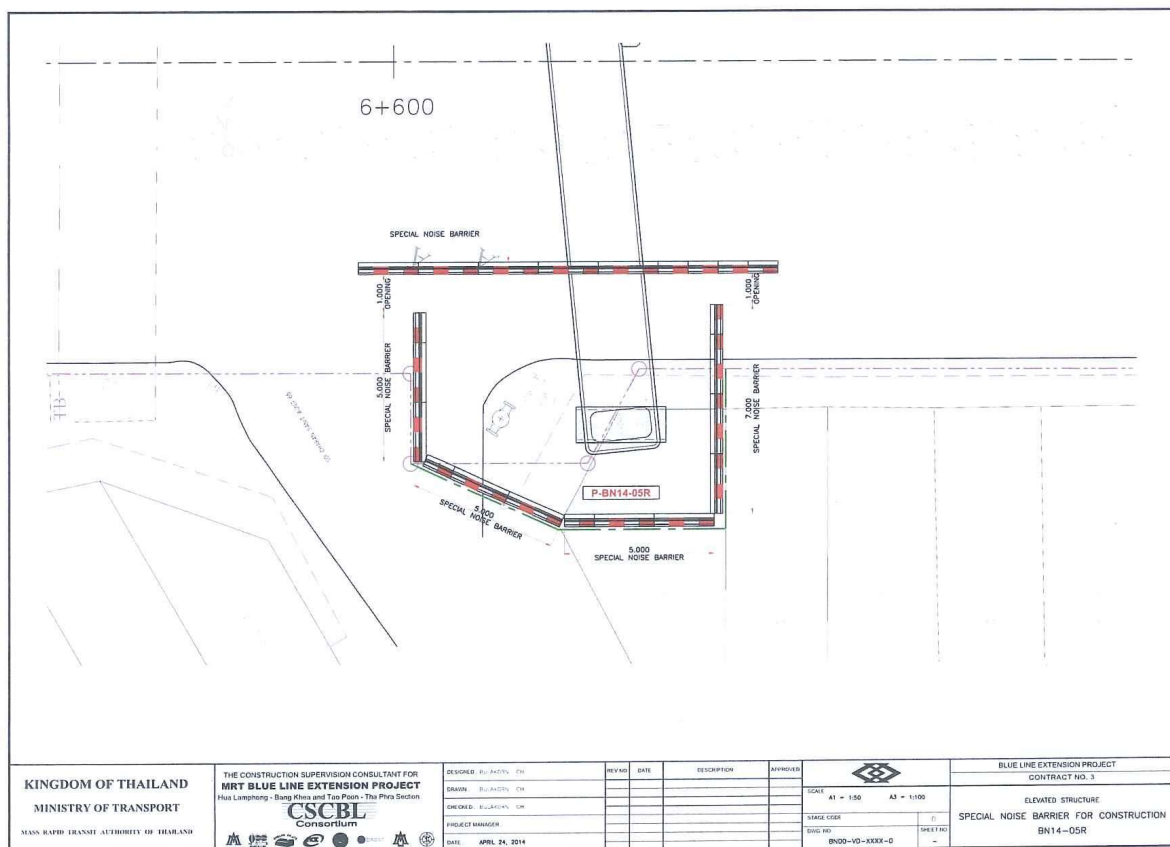 6+600
SPECIAL NOISE BARRIER
1.000
OPENING
1.000
OPENING
5.000
SPECIAL NOISE BARRIER
7.000
SPECIAL NOISE BARRIER
P-BN14-05R
5.000
SPECIAL NOISE BARRIER
5.000
SPECIAL NOISE BARRIER
KINGDOM OF THAILAND
MINISTRY OF TRANSPORT
MASS RAPID TRANSIT AUTHORITY OF THAILAND
THE CONSTRUCTION SUPERVISION CONSULTANT FOR
MRT BLUE LINE EXTENSION PROJECT
Hua Lamphong - Bang Khea and Tao Poon - Tha Phra Section
CSCBL
Consortium
DESIGNED
DRAWN
CHECKED
PROJECT MANAGER
DATE APRIL 24, 2014
REV NO DATE DESCRIPTION APPROVED
SCALE
A1 = 1:50 A3 = 1:100
STAGE CODE
DWG NO SHEET NO
BN00-VD-XXXX-0 -
BLUE LINE EXTENSION PROJECT
CONTRACT NO. 3
ELEVATED STRUCTURE
SPECIAL NOISE BARRIER FOR CONSTRUCTION
BN14-05R